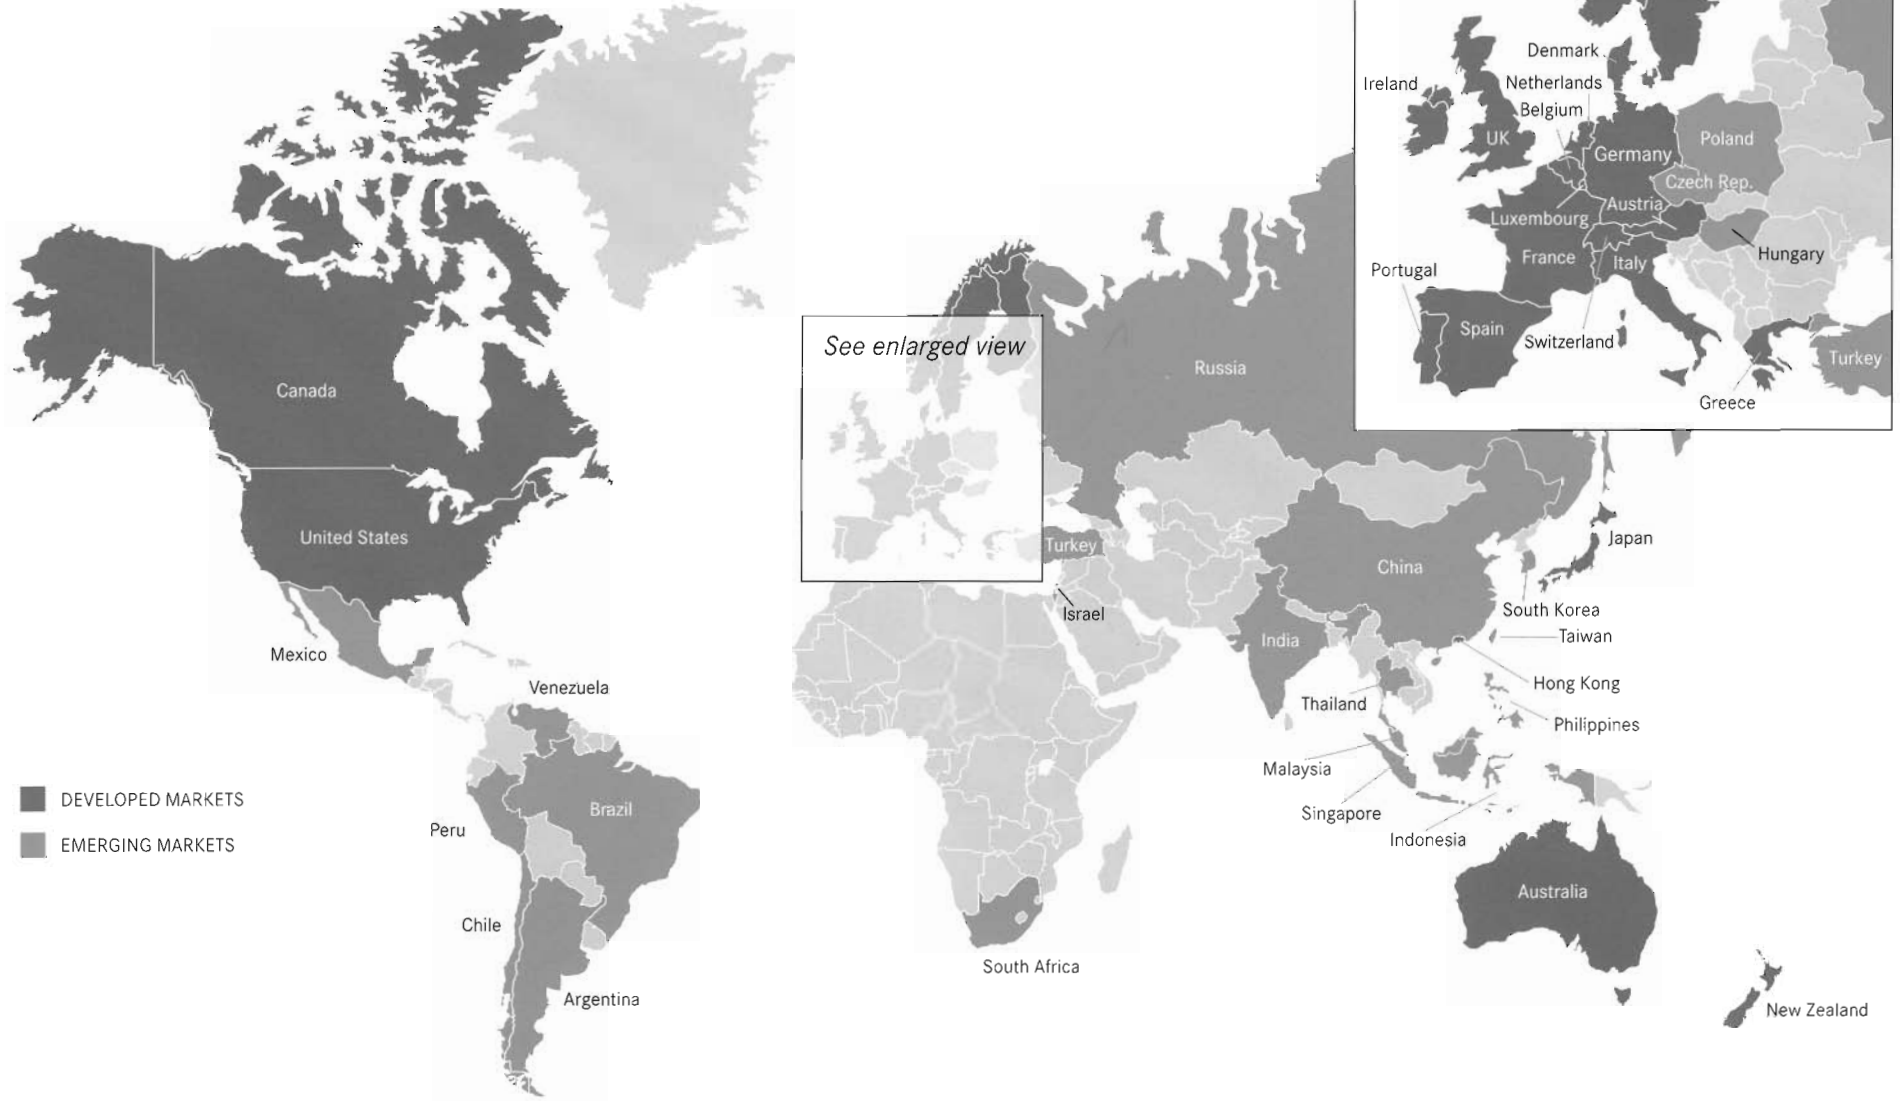 Denmark
Ireland
Netherlands
Belgium
UK
Poland
Germany
Czech Rep.
Austria
Luxembourg
Hungary
France
Italy
Portugal
Spain
Switzerland
Turkey
Greece
See enlarged view
Russia
Canada
United States
Turkey
Japan
China
South Korea
Israel
Taiwan
India
Mexico
Hong Kong
Venezuela
Thailand
Philippines
Malaysia
DEVELOPED MARKETS
Brazil
Singapore
Peru
Indonesia
EMERGING MARKETS
Australia
Chile
South Africa
Argentina
New Zealand